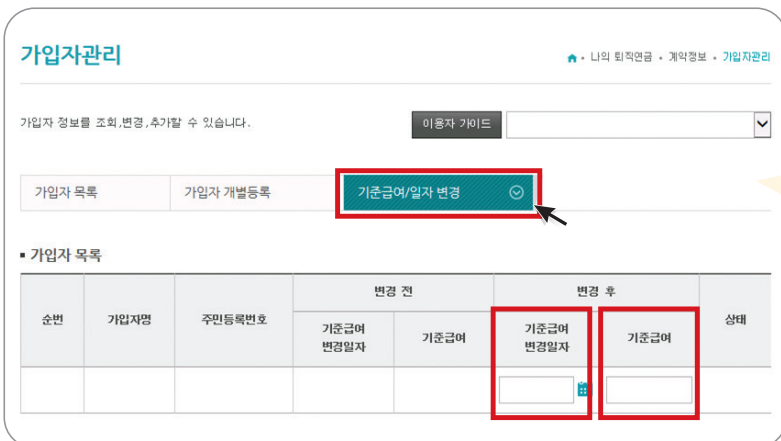 가입자관리
나의 퇴직연금 • 계약정보 • 가입자관리
가입자 정보를 조회,변경,추가할 수 있습니다.
이용자 가이드
가입자 목록
가입자 개별등록
기준급여/일자 변경
▪ 가입자 목록
순번
가입자명
주민등록번호
변경 전
변경 후
상태
기준급여
변경일자
기준급여
기준급여
변경일자
기준급여